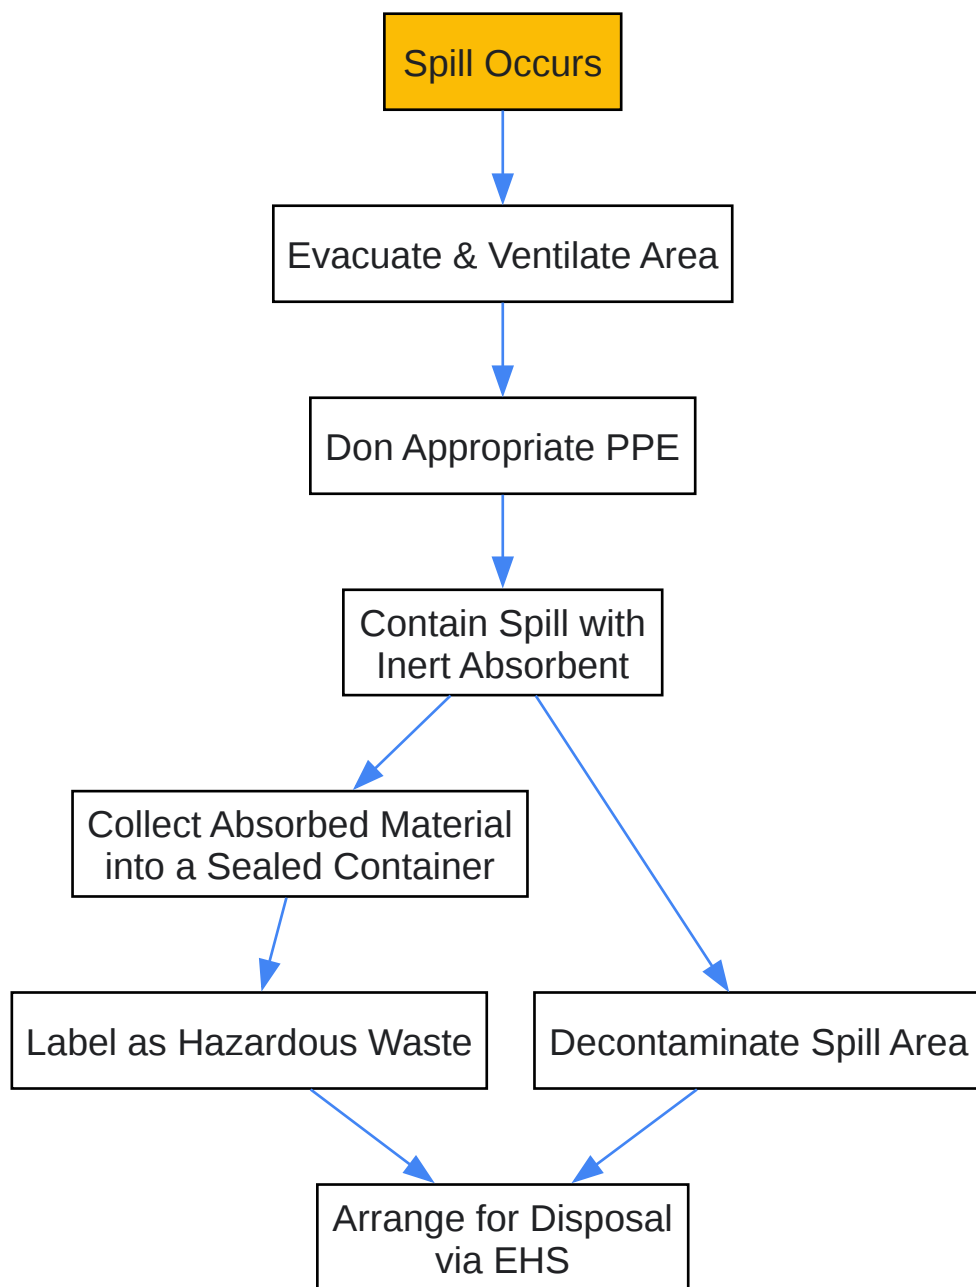 Spill Occurs
Evacuate & Ventilate Area
Don Appropriate PPE
Contain Spill with
Inert Absorbent
Collect Absorbed Material
into a Sealed Container
Label as Hazardous Waste
Decontaminate Spill Area
Arrange for Disposal
via EHS